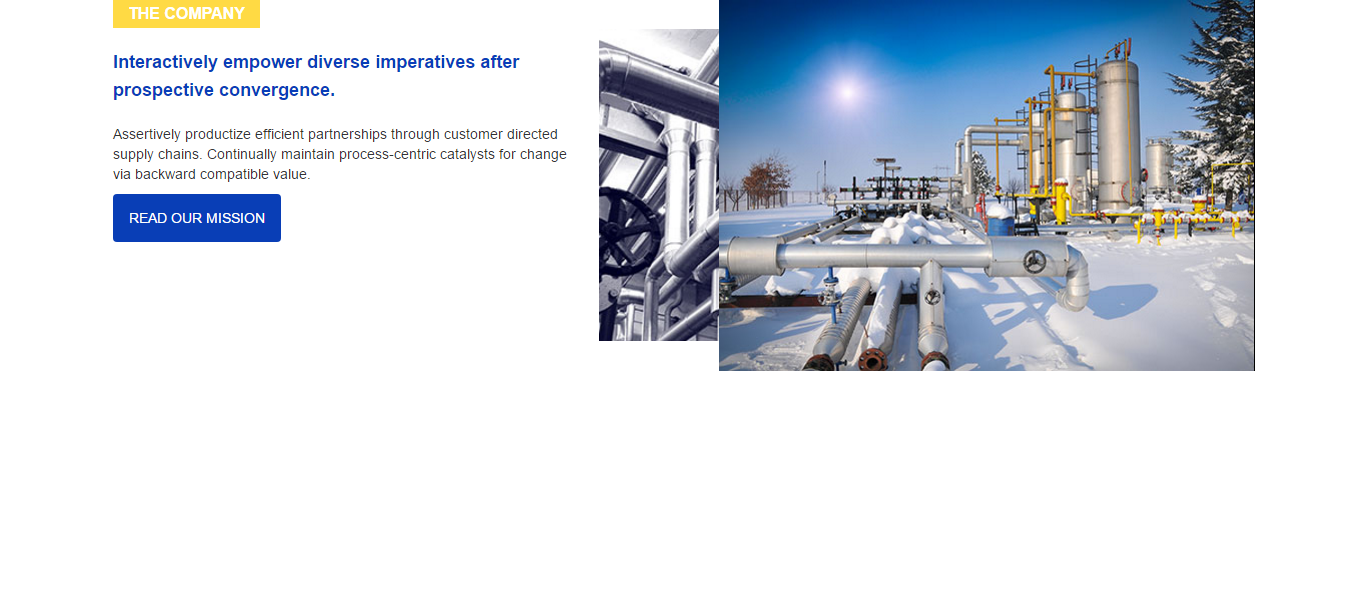 THE COMPANY
Interactively empower diverse imperatives after
prospective convergence.
Assertively productize efficient partnerships through customer directed
supply chains. Continually maintain process-centric catalysts for change
via backward compatible value.
READ OUR MISSION